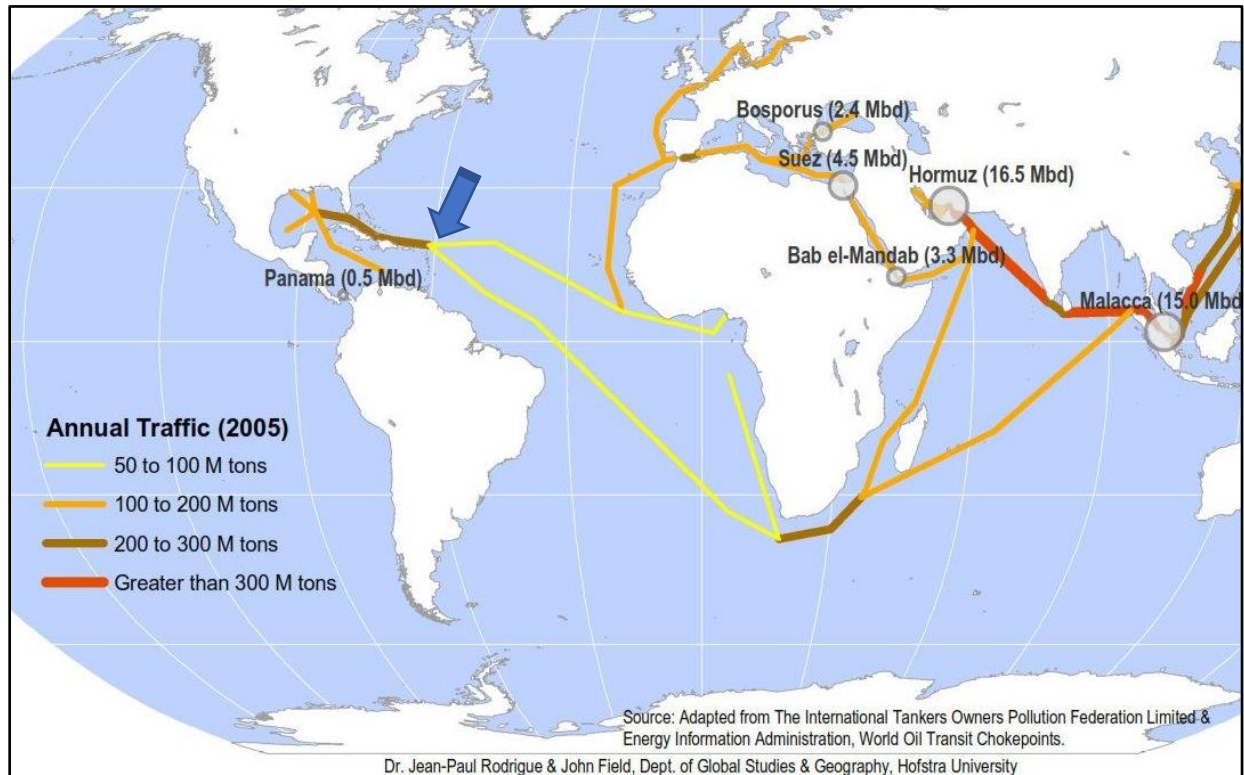 Bosporus (2.4 Mbd)
Suez (4.5 Mbd)
Hormuz (16.5 Mbd)
Bab el-Mandab (3.3 Mbd)
Panama (0.5 Mbd)
Malacca (15.0 Mbd
Annual Traffic (2005)
50 to 100 M tons
100 to 200 M tons
200 to 300 M tons
Greater than 300 M tons
Source: Adapted from The International Tankers Owners Pollution Federation Limited &
Energy Information Administration, World Oil Transit Chokepoints.
Dr. Jean-Paul Rodrigue & John Field, Dept. of Global Studies & Geography, Hofstra University